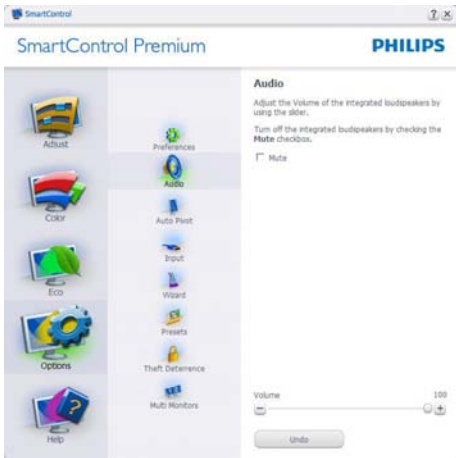 SmartControl
SmartControl Premium
PHILIPS
Adjust
Color
Eco
Options
Help
Preferences
Audio
Auto Pivot
Input
Wizard
Presets
Theft Deterrence
Multi Monitors
Audio
Adjust the Volume of the integrated loudspeakers by
using the slider.
Turn off the integrated loudspeakers by checking the
Mute checkbox.
Mute
Volume 100
Undo